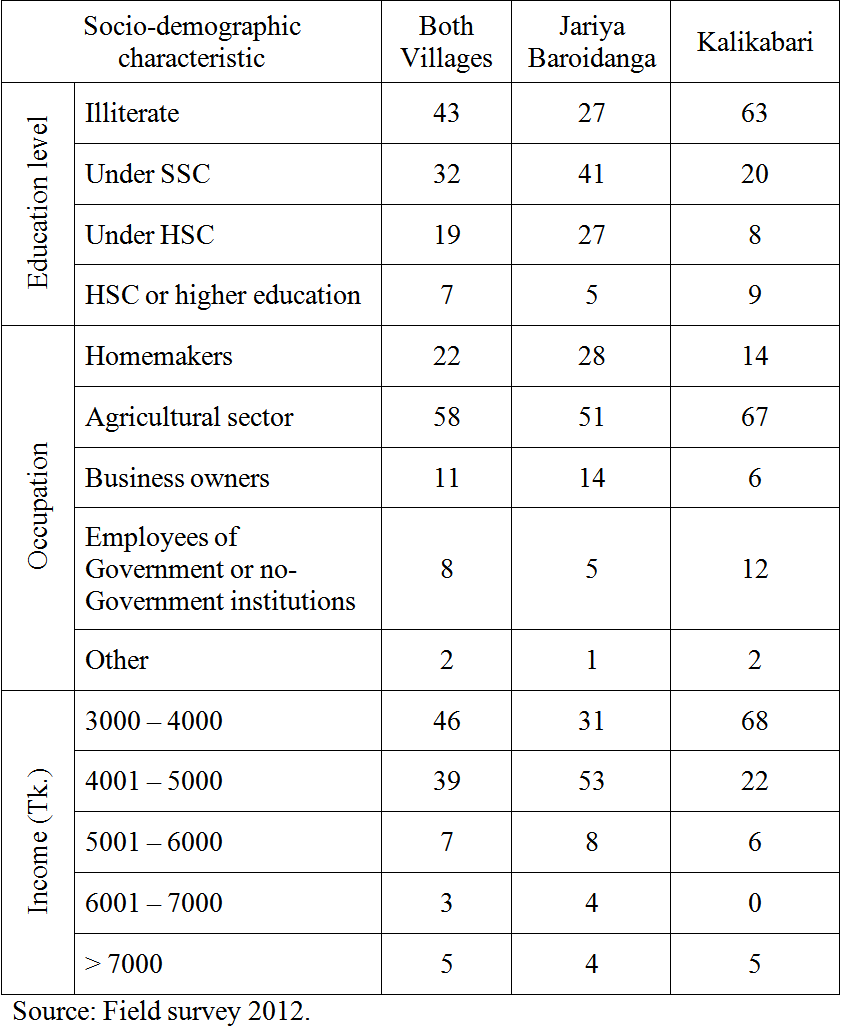 Socio-demographic characteristic Both Villages Jariya Baroidanga Kalikabari
Education level
Illiterate 43 27 63
Under SSC 32 41 20
Under HSC 19 27 8
HSC or higher education 7 5 9
Occupation
Homemakers 22 28 14
Agricultural sector 58 51 67
Business owners 11 14 6
Employees of
Government or no-
Government institutions 8 5 12
Other 2 1 2
Income (Tk.)
3000 – 4000 46 31 68
4001 – 5000 39 53 22
5001 – 6000 7 8 6
6001 – 7000 3 4 0
> 7000 5 4 5
Source: Field survey 2012.